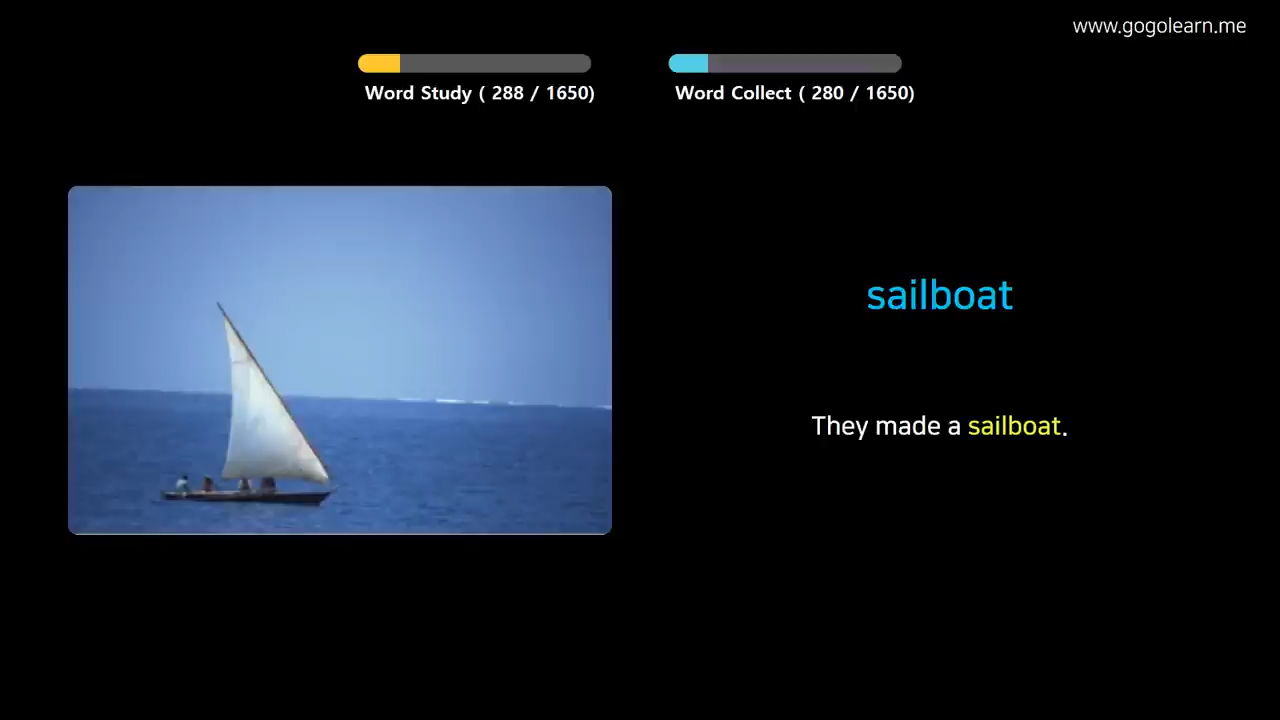 www.gogolearn.me
Word Study ( 288 / 1650)
Word Collect ( 280 / 1650)
sailboat
They made a sailboat.